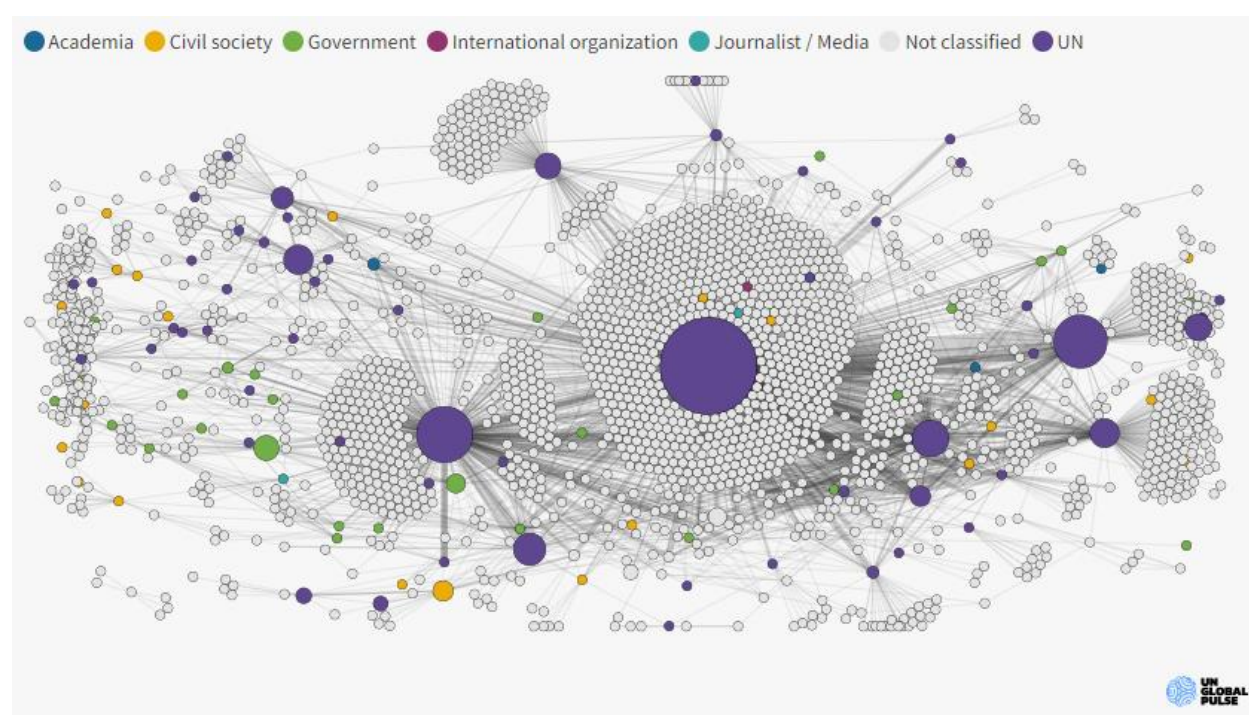 Academia Civil society Government International organization Journalist / Media Not classified UN
UN
GLOBAL
PULSE